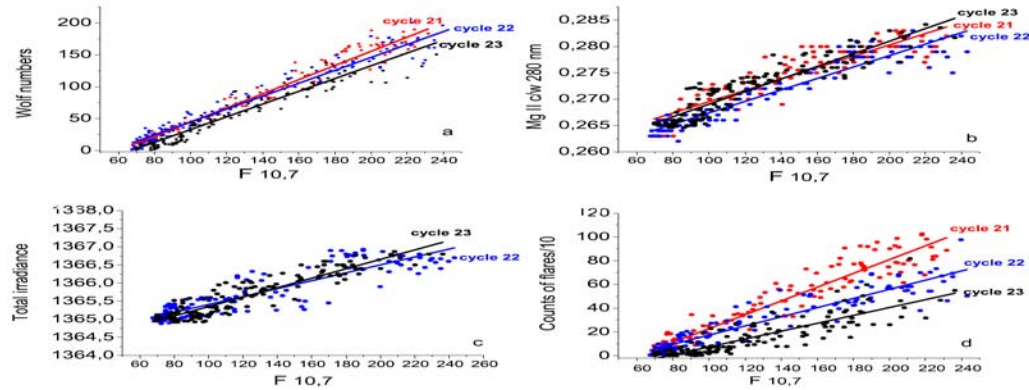 200
150
100
50
0
Wolf numbers
cycle 21
cycle 22
cycle 23
a
60 80 100 120 140 160 180 200 220 240 260
F 10,7
0,285
0,280
0,275
0,270
0,265
0,260
Mg II c/w 280 nm
cycle 23
cycle 21
cycle 22
b
60 80 100 120 140 160 180 200 220 240
F 10,7
1338,0
1367,5
1367,0
1366,5
1366,0
1365,5
1365,0
1364,5
1364,0
Total irradiance
cycle 23
cycle 22
c
60 80 100 120 140 160 180 200 220 240 260
F 10,7
120
100
80
60
40
20
0
Counts of flares/10
cycle 21
cycle 22
cycle 23
d
60 80 100 120 140 160 180 200 220 240
F 10,7